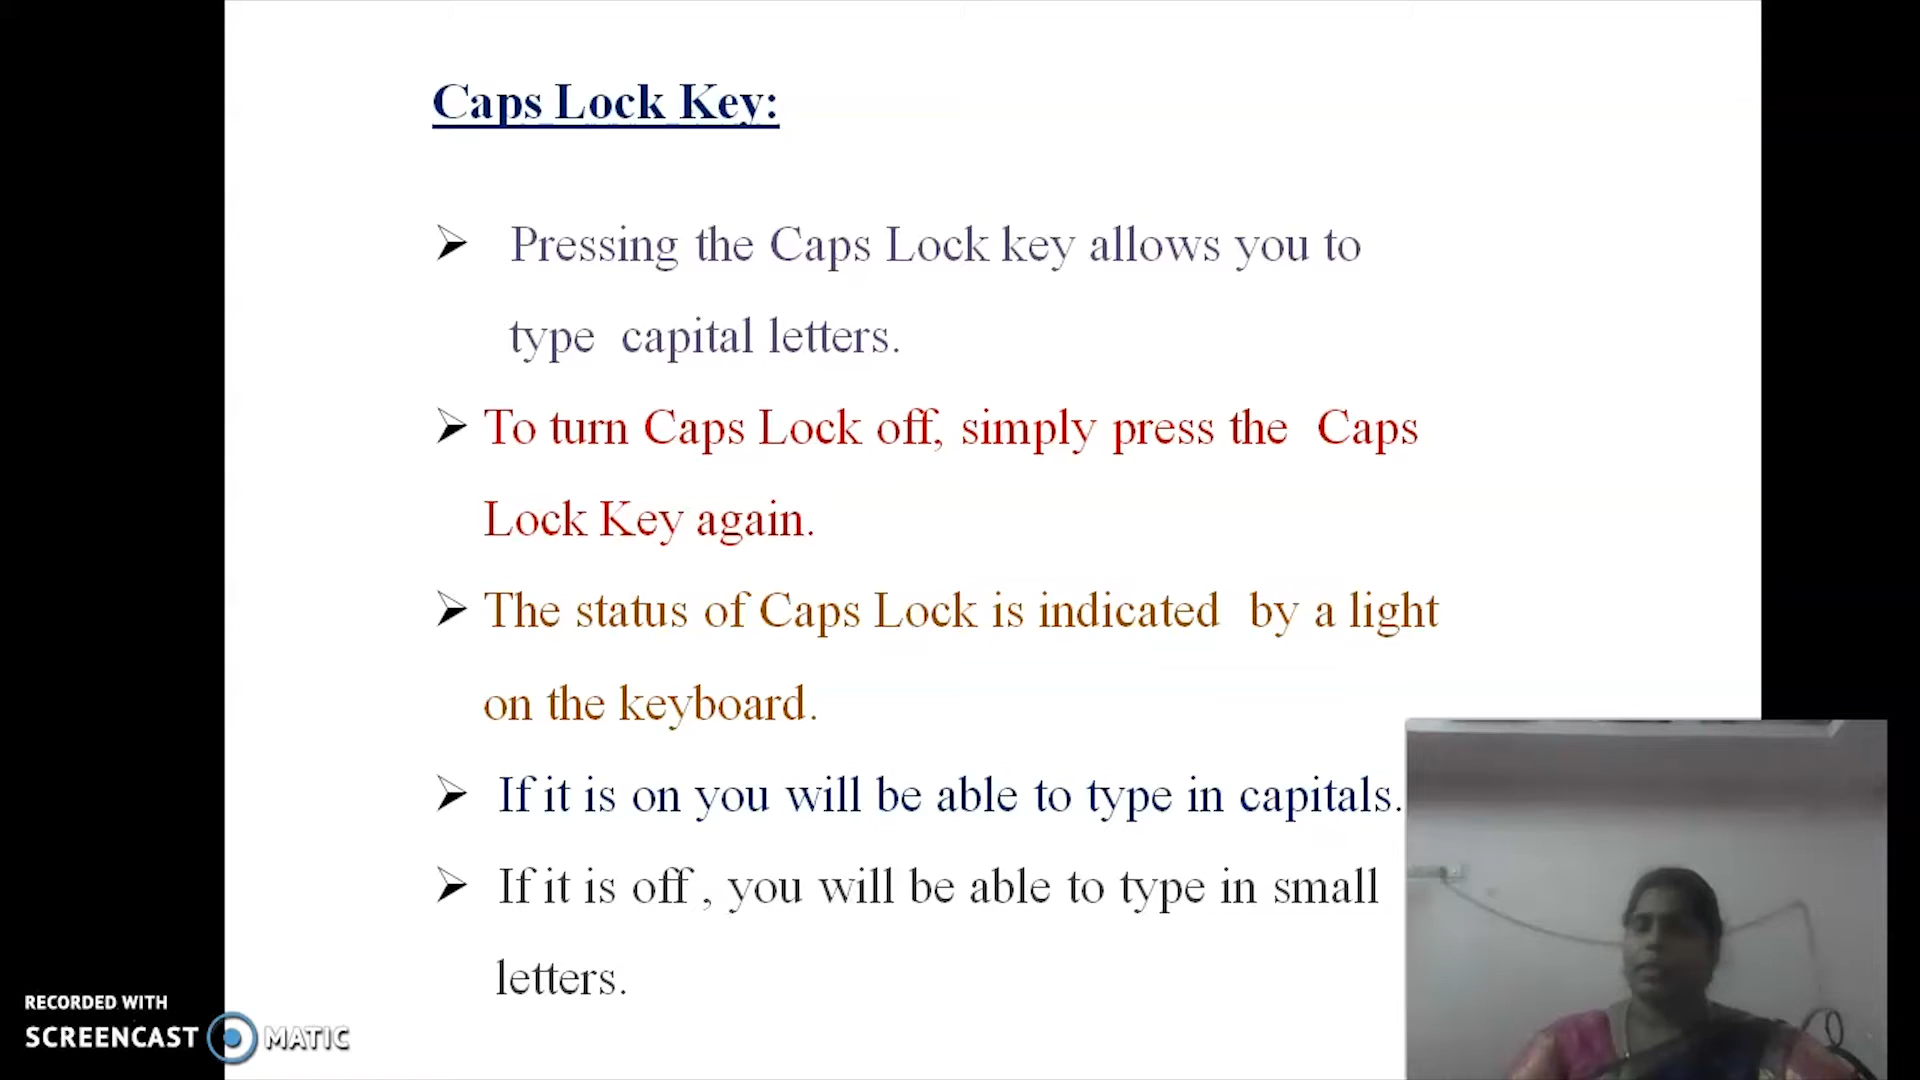 Caps Lock Key:
Pressing the Caps Lock key allows you to
type capital letters.
To turn Caps Lock off, simply press the Caps
Lock Key again.
The status of Caps Lock is indicated by a light
on the keyboard.
If it is on you will be able to type in capitals.
If it is off , you will be able to type in small
letters.
RECORDED WITH
SCREENCAST MATIC